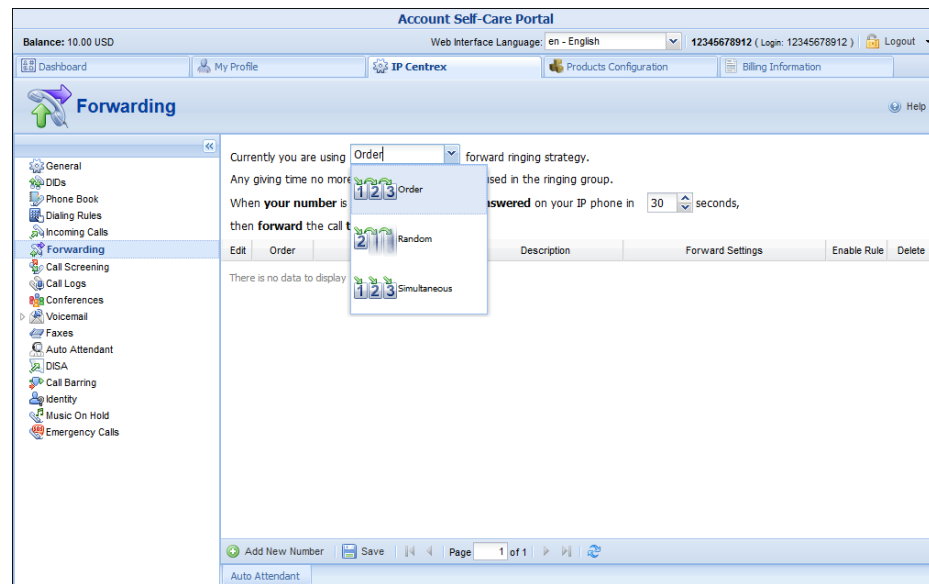 Account Self-Care Portal
Balance: 10.00 USD Web Interface Language: en - English 12345678912 ( Login: 12345678912 ) Logout
Dashboard My Profile IP Centrex Products Configuration Billing Information
Forwarding Help
General
DIDs
Phone Book
Dialing Rules
Incoming Calls
Forwarding
Call Screening
Call Logs
Conferences
Voicemail
Faxes
Auto Attendant
DISA
Call Barring
Identity
Music On Hold
Emergency Calls
Currently you are using Order forward ringing strategy.
Any giving time no more used in the ringing group.
When your number is answered on your IP phone in 30 seconds,
then forward the call
Order
Random
Simultaneous
Edit Order Description Forward Settings Enable Rule Delete
There is no data to display
Add New Number Save Page 1 of 1
Auto Attendant